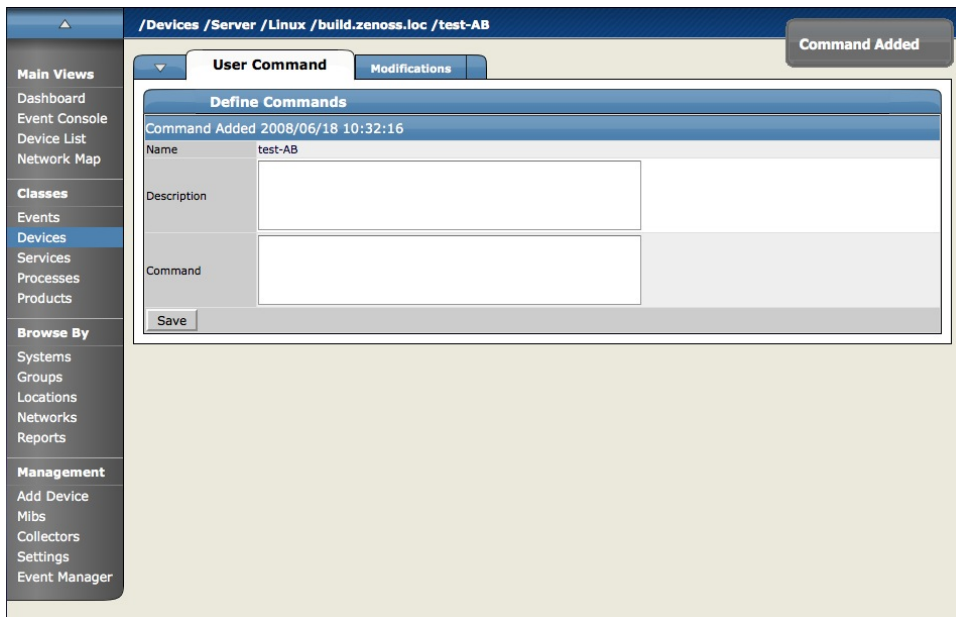 /Devices /Server /Linux /build.zenoss.loc /test-AB
Command Added
Main Views
Dashboard
Event Console
Device List
Network Map
Classes
Events
Devices
Services
Processes
Products
Browse By
Systems
Groups
Locations
Networks
Reports
Management
Add Device
Mibs
Collectors
Settings
Event Manager
User Command
Modifications
Define Commands
Command Added 2008/06/18 10:32:16
Name test-AB
Description
Command
Save